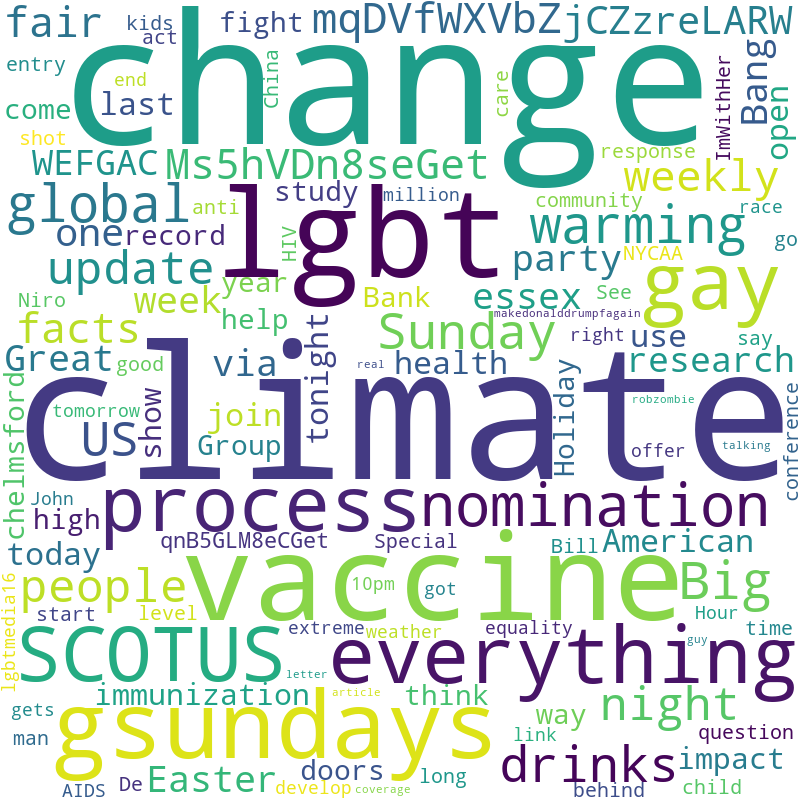 fair
kids
act
fight
mqDVfWXVbZjCZzreLARW
entry
end
change
China
care
ImWithHer
Bang
open
come
last
shot
WEFGAC
Ms5hVDn8seGet
response
weekly
global
anti
study
million
community
race
lgbt
warming
go
one
record
HIV
update
party
NYCAA
gay
Niro
week
year
Bank
essex
See
makedonalddrumpfagain
facts
help
Sunday
right
use
say
Great
good
via
tonight
real
health
research
climate
tomorrow
join
show
US
Group
Holiday
robzombie
offer
talking
conference
chelmsford
John
high
process
nomination
qnB5GLM8eCGet
Special
Bill
American
today
people
vaccine
10pm
got
Big
lgbtmedia16
start
level
extreme
weather
equality
Hour
time
guy
SCOTUS
letter
everything
immunization
article
think
night
gets
gsundays
way
man
link
question
drinks
impact
doors
AIDS
De
Easter
develop
long
coverage
behind
child